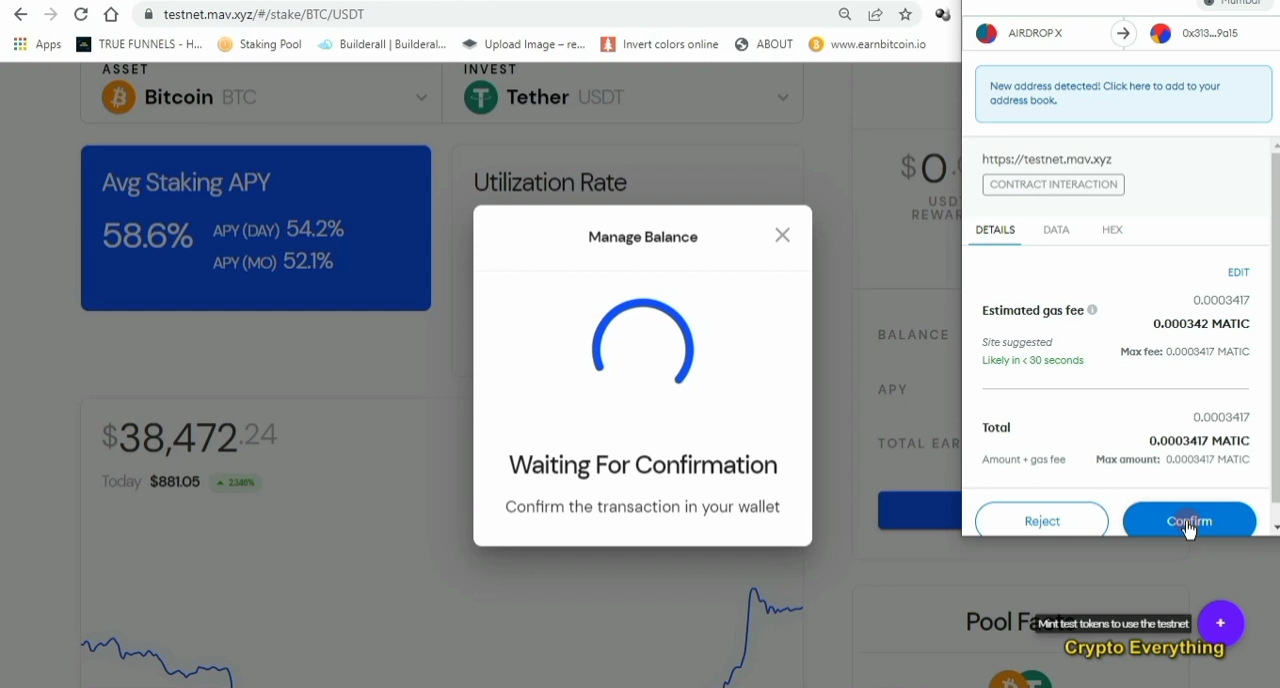 testnet.mav.xyz/#/stake/BTC/USDT
Apps
TRUE FUNNELS - H...
Staking Pool
Builderall | Builderal...
Upload Image – re...
Invert colors online
ABOUT
www.earnbitcoin.io
ASSET
Bitcoin BTC
INVEST
Tether USDT
Avg Staking APY
58.6%
APY (DAY) 54.2%
APY (MO) 52.1%
Utilization Rate
$38,472.24
Today $881.05
Manage Balance
Waiting For Confirmation
Confirm the transaction in your wallet
$0.
USD
REWAR
BALANCE
APY
TOTAL EAR
Pool Fa
Mint test tokens to use the testnet
+
Crypto Everything
Mumbai
AIRDROP X
0x313...9a15
New address detected! Click here to add to your
address book.
https://testnet.mav.xyz
CONTRACT INTERACTION
DETAILS
DATA
HEX
EDIT
Estimated gas fee
0.0003417
0.000342 MATIC
Site suggested
Likely in < 30 seconds
Max fee: 0.0003417 MATIC
Total
0.0003417
0.0003417 MATIC
Amount + gas fee
Max amount: 0.0003417 MATIC
Reject
Confirm